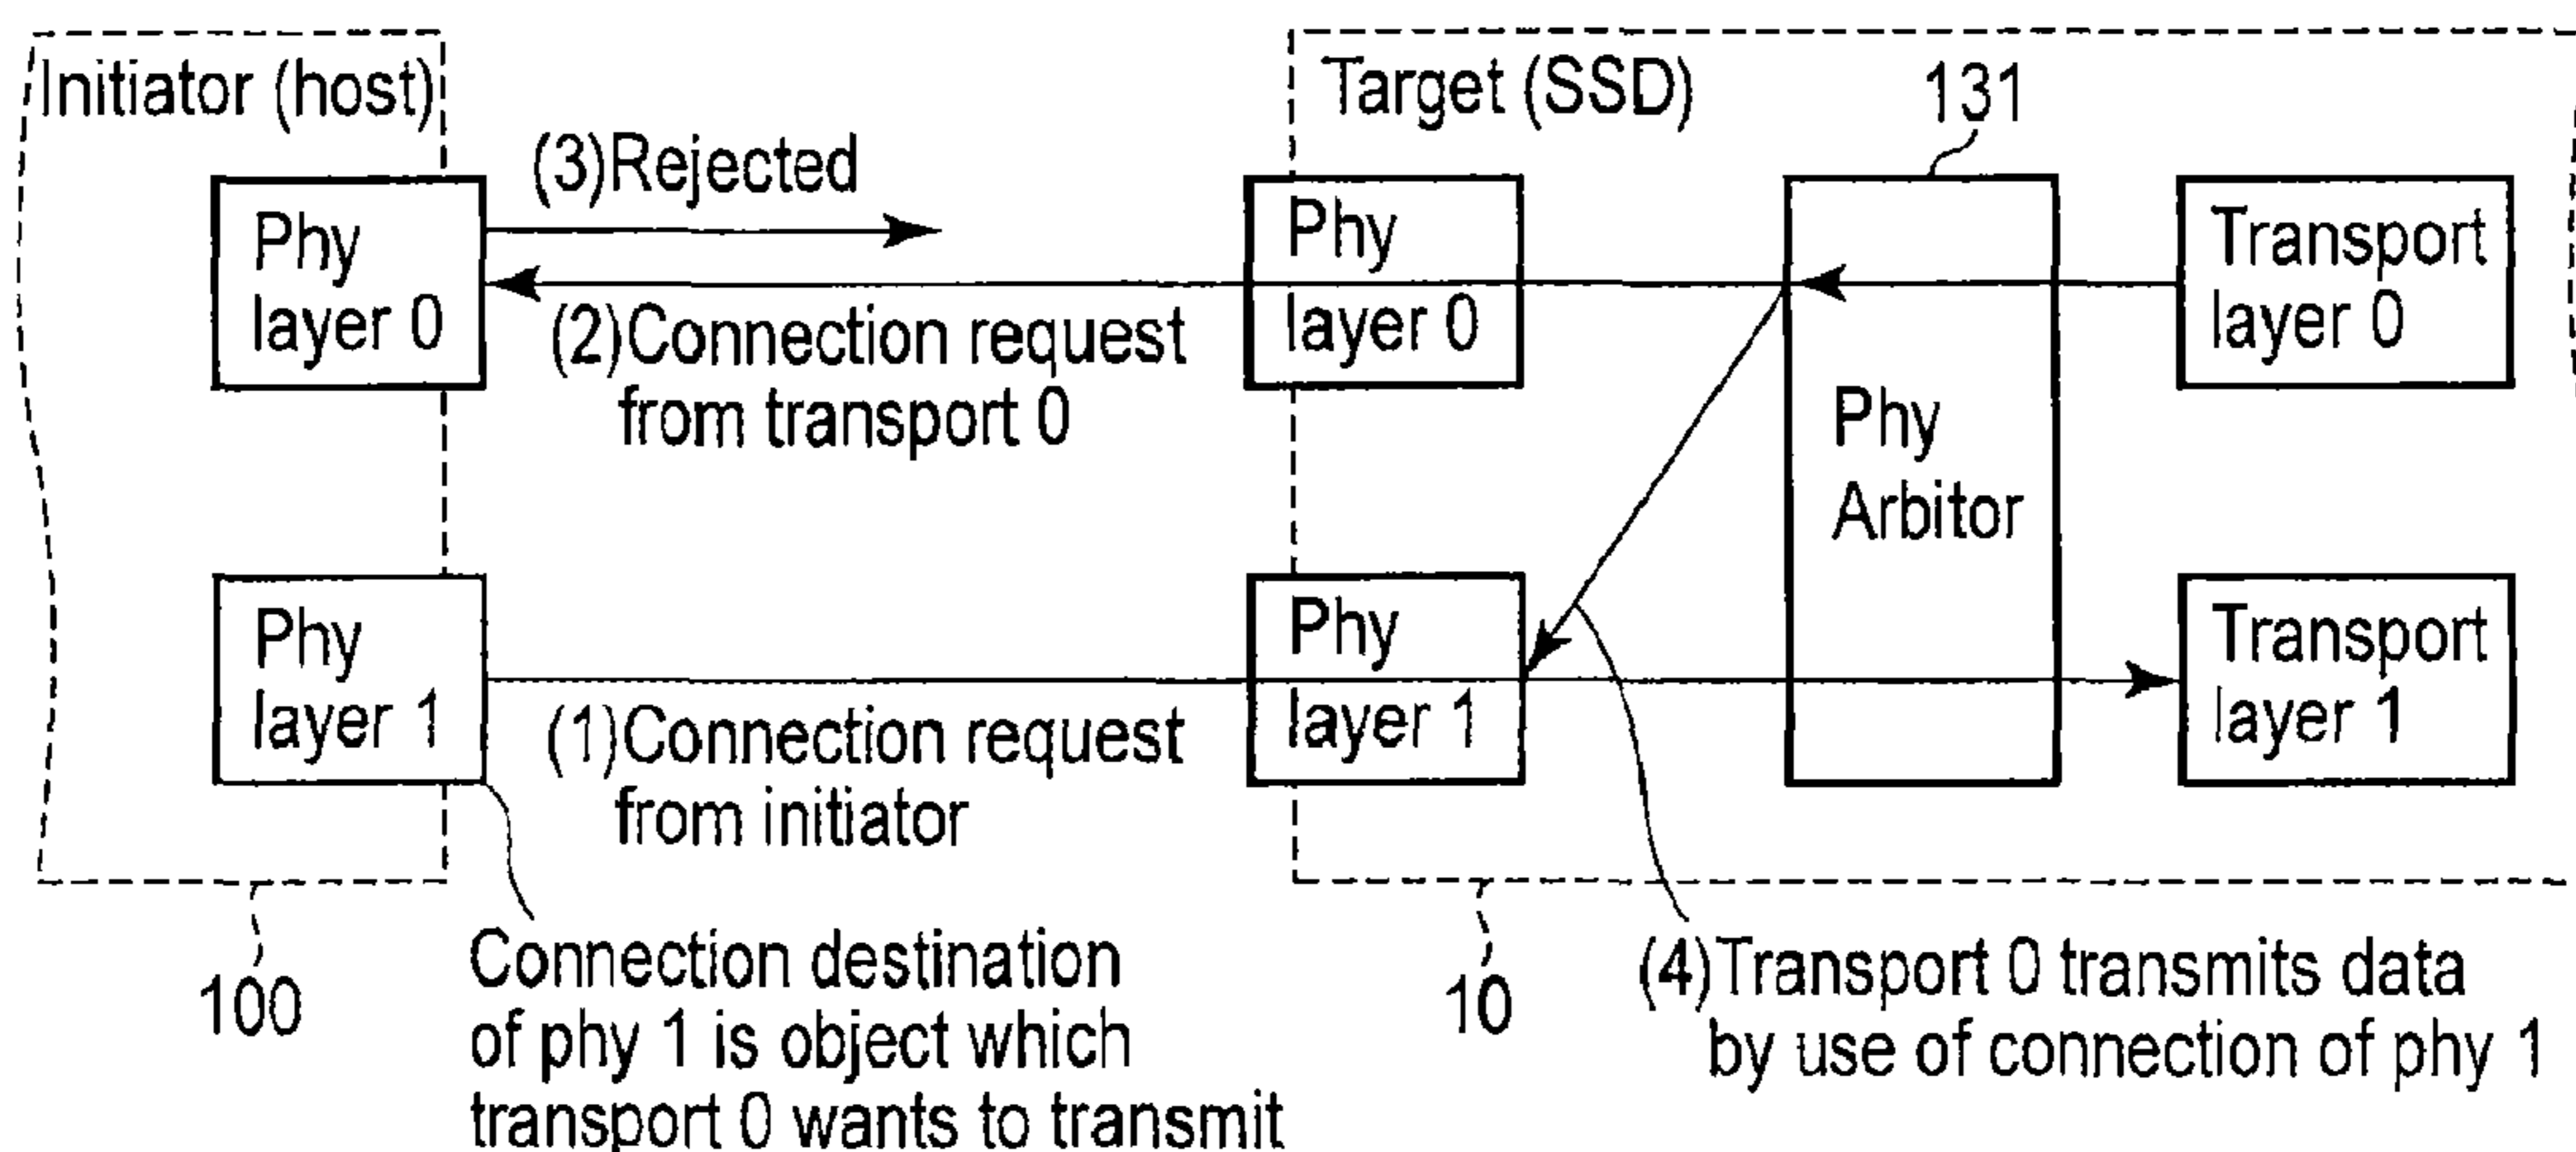 Initiator (host)
Target (SSD)
131
(3)Rejected
Phy
layer 0
(2)Connection request
from transport 0
Phy
layer 0
Phy
Arbitor
Transport
layer 0
Phy
layer 1
(1)Connection request
from initiator
Phy
layer 1
Transport
layer 1
100
Connection destination
of phy 1 is object which
transport 0 wants to transmit
10
(4)Transport 0 transmits data
by use of connection of phy 1